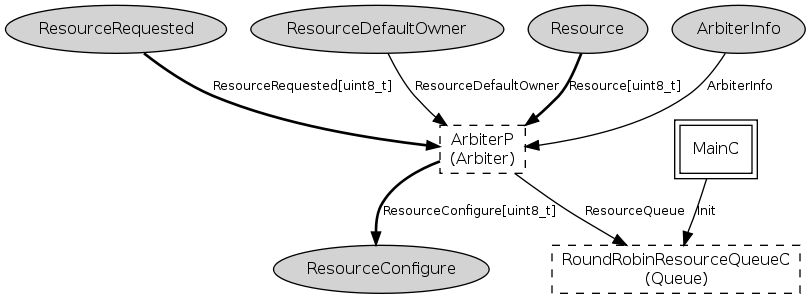 ResourceRequested
ResourceDefaultOwner
Resource
ArbiterInfo
ResourceRequested[uint8_t]
ResourceDefaultOwner
Resource[uint8_t]
ArbiterInfo
ArbiterP
(Arbiter)
MainC
ResourceConfigure[uint8_t]
ResourceQueue
Init
ResourceConfigure
RoundRobinResourceQueueC
(Queue)